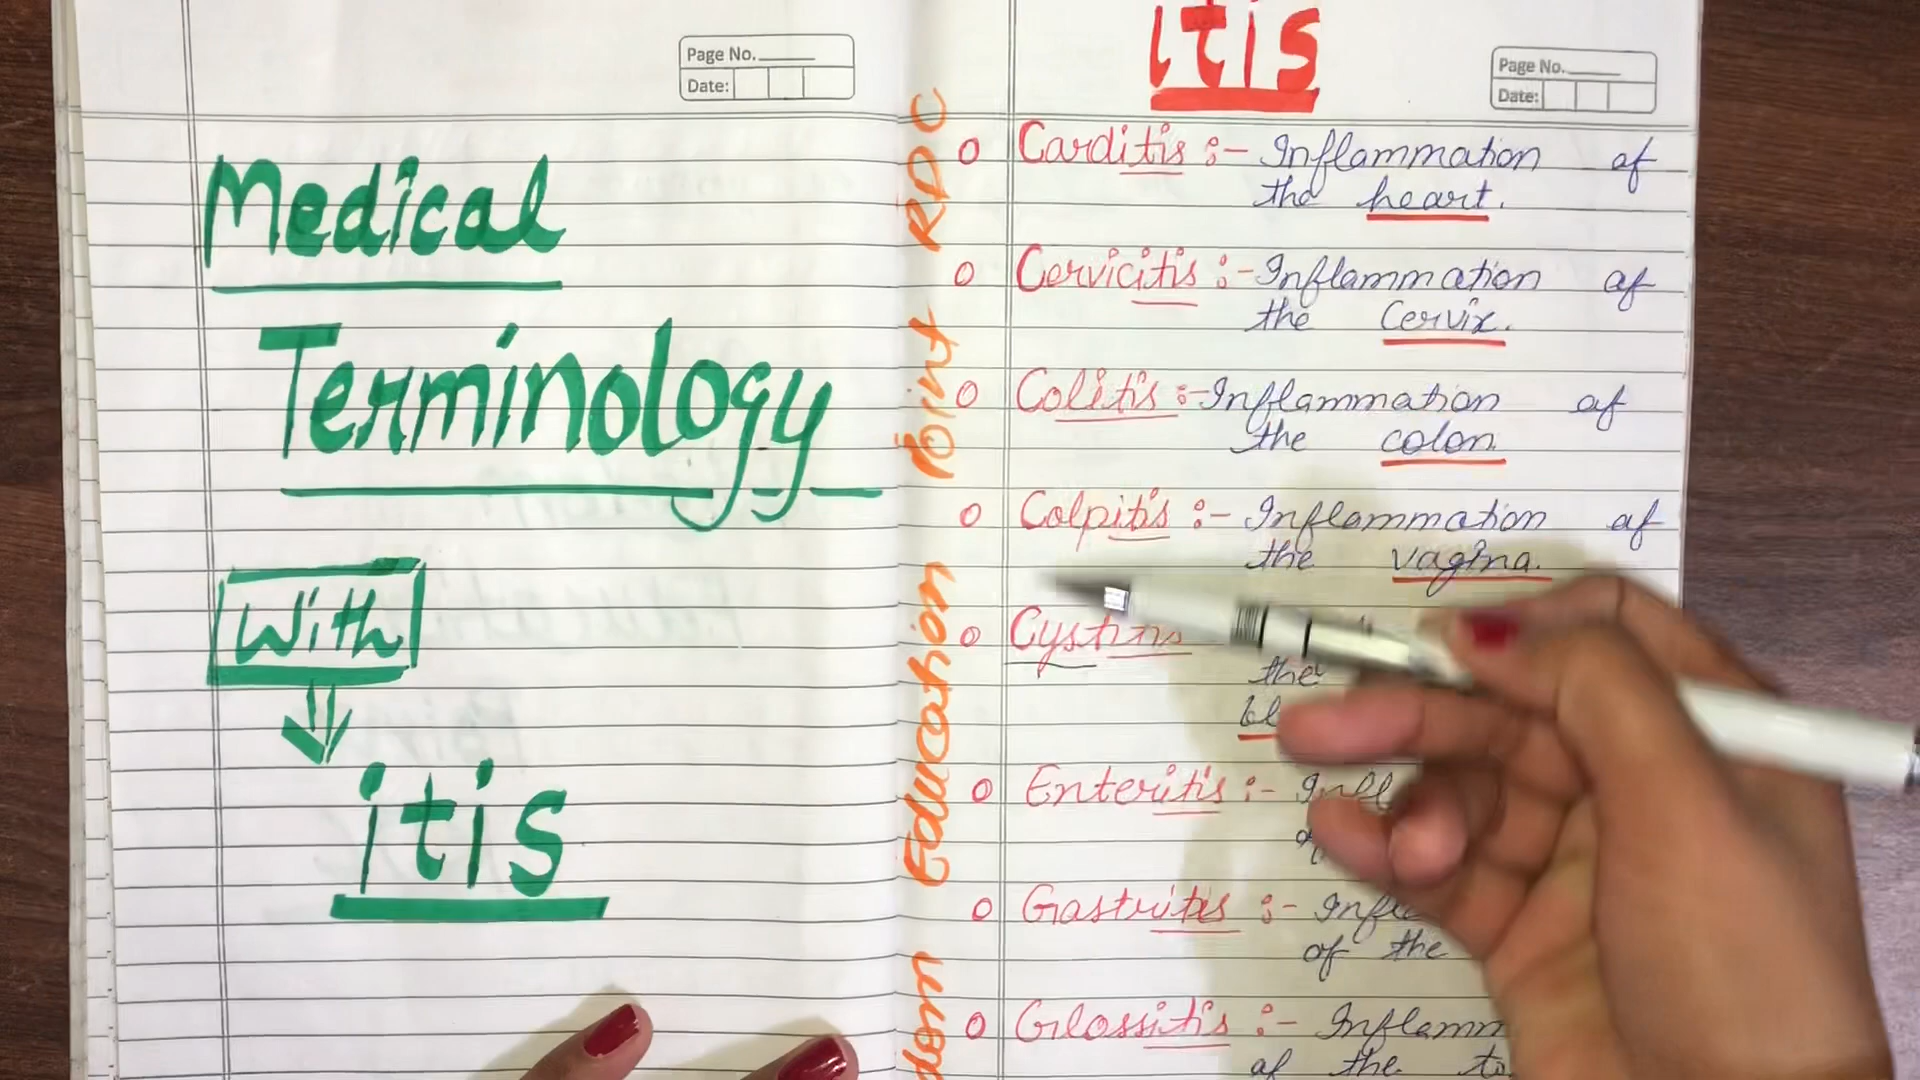 Page No.
Date:
Medical
Terminology
With
itis
RDC
Point
Education
itis
Page No.
Date:
Carditis :- Inflammation of
the heart.
Cervicitis :- Inflammation of
the Cervix.
Colitis :- Inflammation of
the colon.
Colpitis :- Inflammation of
the vagina.
Cystitis
the
Enteritis :-
Gastritis :-
of the
Glossitis :-
of the